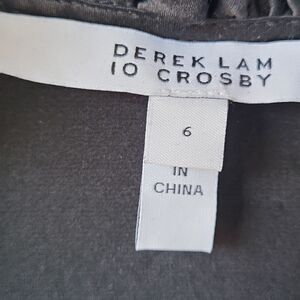 DEREK LAM
10 CROSBY
6
IN
CHINA